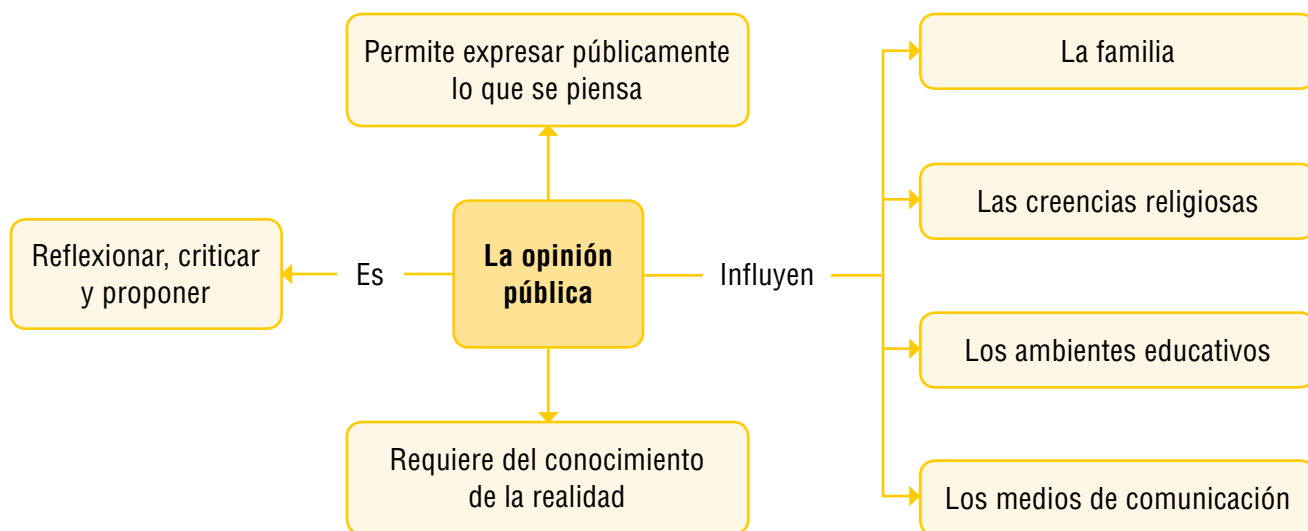 Permite expresar públicamente
lo que se piensa
La familia
Las creencias religiosas
Reflexionar, criticar
y proponer
Es
La opinión
pública
Influyen
Los ambientes educativos
Requiere del conocimiento
de la realidad
Los medios de comunicación